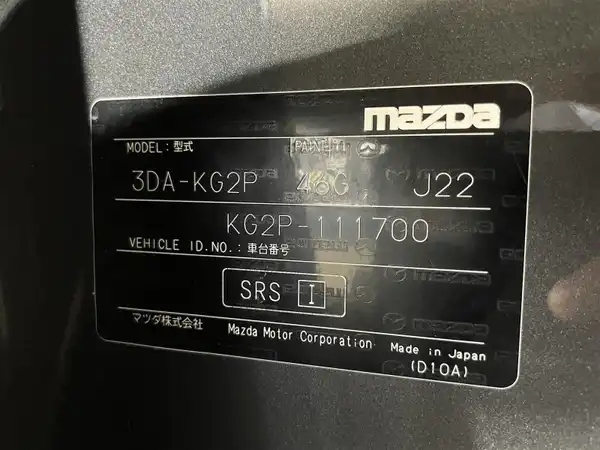 mazda
MODEL: 型式 PAINT-TI
3DA-KG2P 46G J22
KG2P-111700
VEHICLE ID.NO.: 車台番号
SRS I
マツダ株式会社 Mazda Motor Corporation Made in Japan
(D10A)